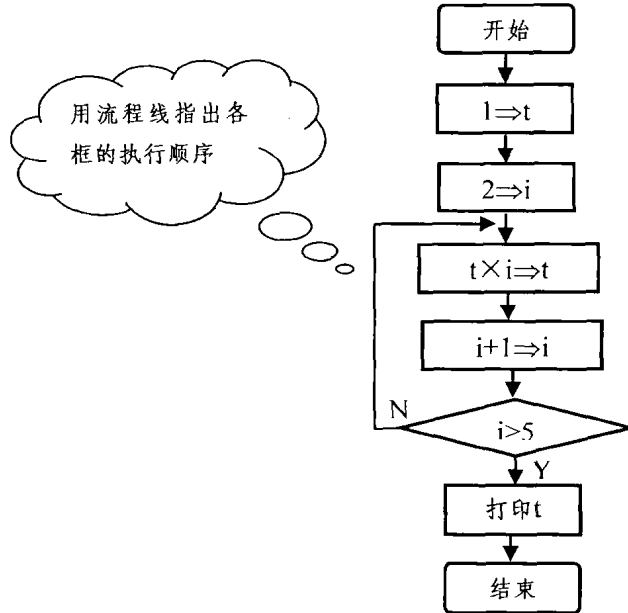 开始
用流程线指出各
框的执行顺序
1⇒t
2⇒i
t×i⇒t
i+1⇒i
N
i>5
Y
打印t
结束